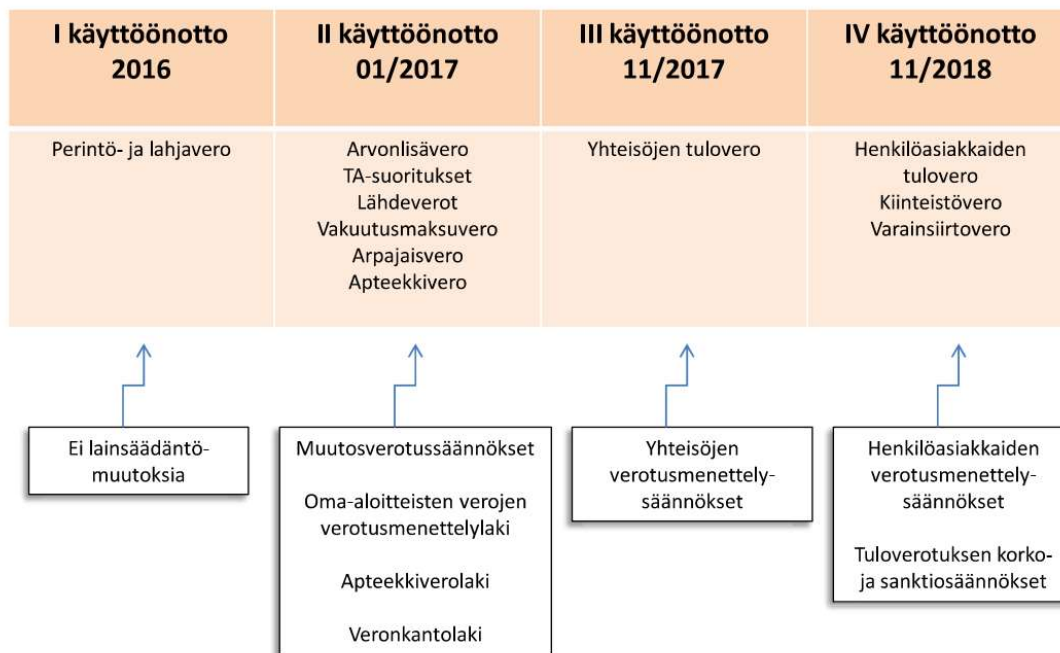 I käyttöönotto
2016
II käyttöönotto
01/2017
III käyttöönotto
11/2017
IV käyttöönotto
11/2018
Perintö- ja lahjavero
Arvonlisävero
TA-suoritukset
Lähdeverot
Vakuutusmaksuvero
Arpajaisvero
Apteekkivero
Yhteisöjen tulovero
Henkilöasiakkaiden
tulovero
Kiinteistövero
Varainsiirtovero
Ei lainsäädäntö-
muutoksia
Muutosverotussäännökset
Oma-aloitteisten verojen
verotusmenettelylaki
Apteekkiverolaki
Veronkantolaki
Yhteisöjen
verotusmenettely-
säännökset
Henkilöasiakkaiden
verotusmenettely-
säännökset
Tuloverotuksen korko-
ja sanktiosäännökset